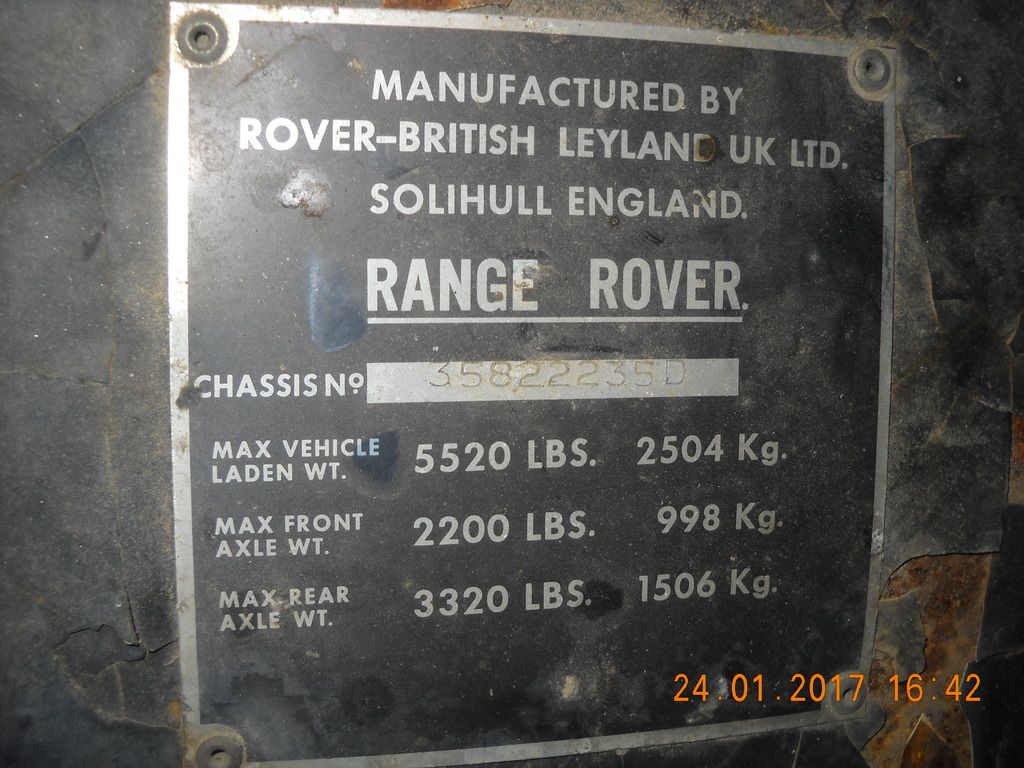 MANUFACTURED BY
ROVER-BRITISH LEYLAND UK LTD.
SOLIHULL ENGLAND.
RANGE ROVER.
CHASSIS Nº 35822235D
MAX VEHICLE LADEN WT. 5520 LBS. 2504 Kg.
MAX FRONT AXLE WT. 2200 LBS. 998 Kg.
MAX REAR AXLE WT. 3320 LBS. 1506 Kg.
24.01.2017 16:42